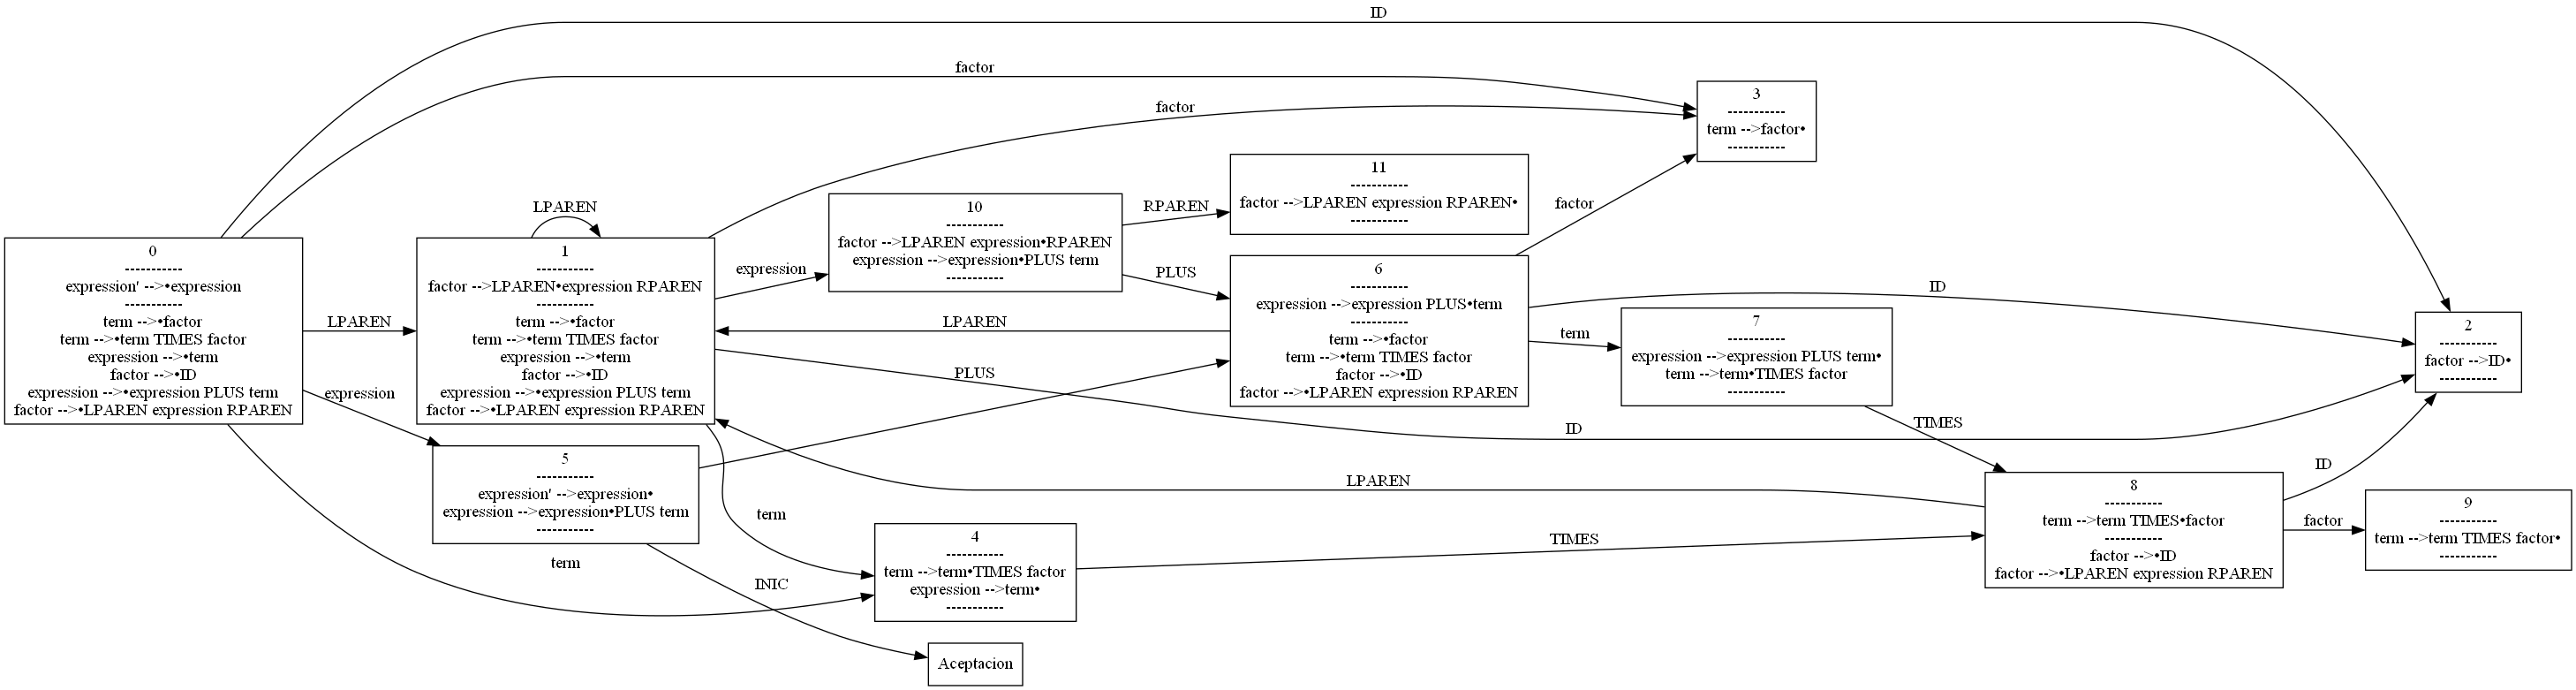 ID
factor
factor
3
-----------
term -->factor•
-----------
11
-----------
factor -->LPAREN expression RPAREN•
-----------
LPAREN
10
-----------
factor -->LPAREN expression•RPAREN
expression -->expression•PLUS term
-----------
RPAREN
factor
0
-----------
expression' -->•expression
-----------
term -->•factor
term -->•term TIMES factor
expression -->•term
factor -->•ID
expression -->•expression PLUS term
factor -->•LPAREN expression RPAREN
LPAREN
expression
1
-----------
factor -->LPAREN•expression RPAREN
-----------
term -->•factor
term -->•term TIMES factor
expression -->•term
factor -->•ID
expression -->•expression PLUS term
factor -->•LPAREN expression RPAREN
expression
PLUS
LPAREN
PLUS
6
-----------
expression -->expression PLUS•term
-----------
term -->•factor
term -->•term TIMES factor
factor -->•ID
factor -->•LPAREN expression RPAREN
ID
term
7
-----------
expression -->expression PLUS term•
term -->term•TIMES factor
-----------
2
-----------
factor -->ID•
-----------
ID
TIMES
5
-----------
expression' -->expression•
expression -->expression•PLUS term
-----------
LPAREN
ID
term
term
INIC
4
-----------
term -->term•TIMES factor
expression -->term•
-----------
TIMES
8
-----------
term -->term TIMES•factor
-----------
factor -->•ID
factor -->•LPAREN expression RPAREN
factor
9
-----------
term -->term TIMES factor•
-----------
Aceptacion